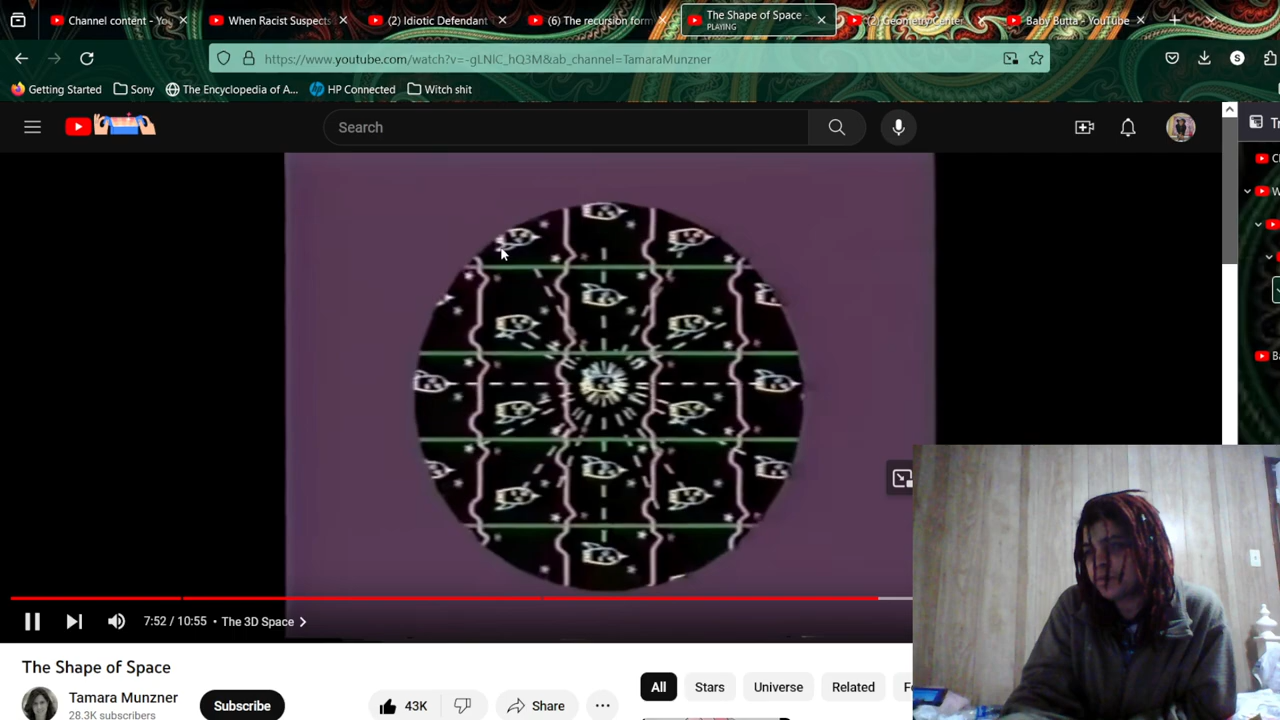 Channel content - Yo
When Racist Suspects
(2) Idiotic Defendant
(6) The recursion form
The Shape of Space -
PLAYING
(2) Geometry Center
Baby Butta - YouTube
https://www.youtube.com/watch?v=-gLNlC_hQ3M&ab_channel=TamaraMunzner
S
Getting Started
Sony
The Encyclopedia of A...
HP Connected
Witch shit
Search
7:52 / 10:55 • The 3D Space >
The Shape of Space
Tamara Munzner
28.3K subscribers
Subscribe
43K
Share
All
Stars
Universe
Related